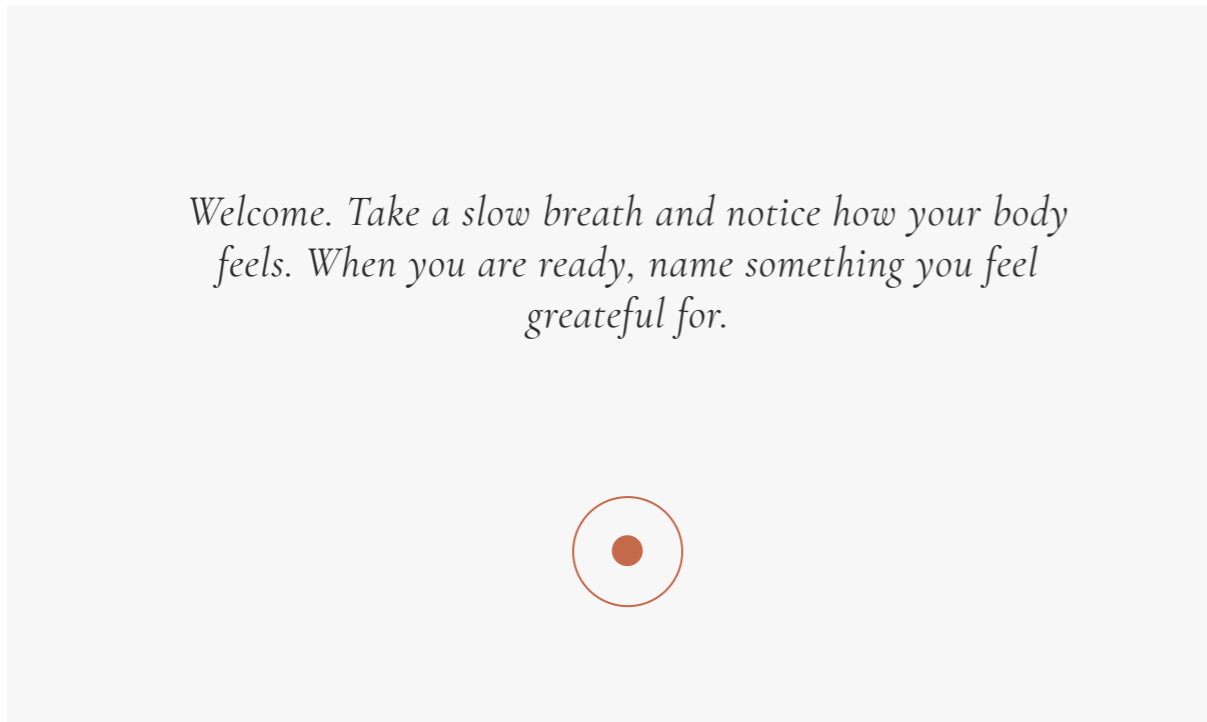 Welcome. Take a slow breath and notice how your body
feels. When you are ready, name something you feel
greateful for.